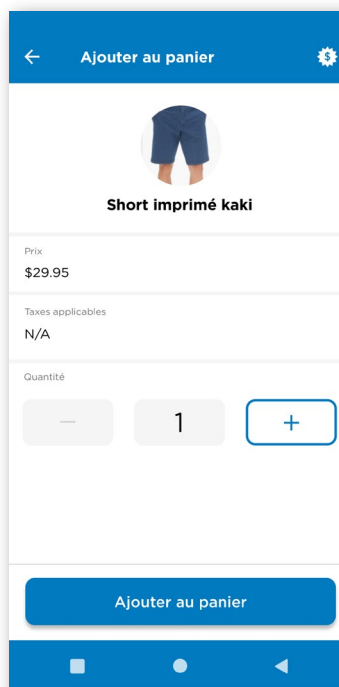 Ajouter au panier
$
Short imprimé kaki
Prix
$29.95
Taxes applicables
N/A
Quantité
− 1 +
Ajouter au panier